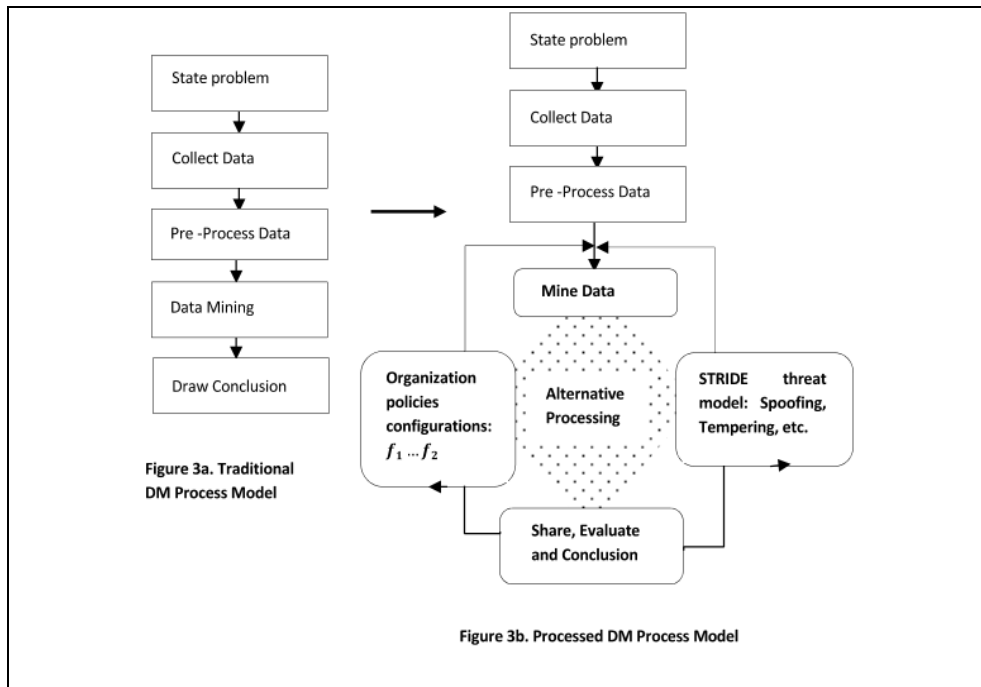 State problem
Collect Data
Pre -Process Data
Data Mining
Draw Conclusion
Figure 3a. Traditional
DM Process Model
State problem
Collect Data
Pre -Process Data
Mine Data
Organization
policies
configurations:
f₁ …f₂
Alternative
Processing
STRIDE threat
model: Spoofing,
Tempering, etc.
Share, Evaluate
and Conclusion
Figure 3b. Processed DM Process Model